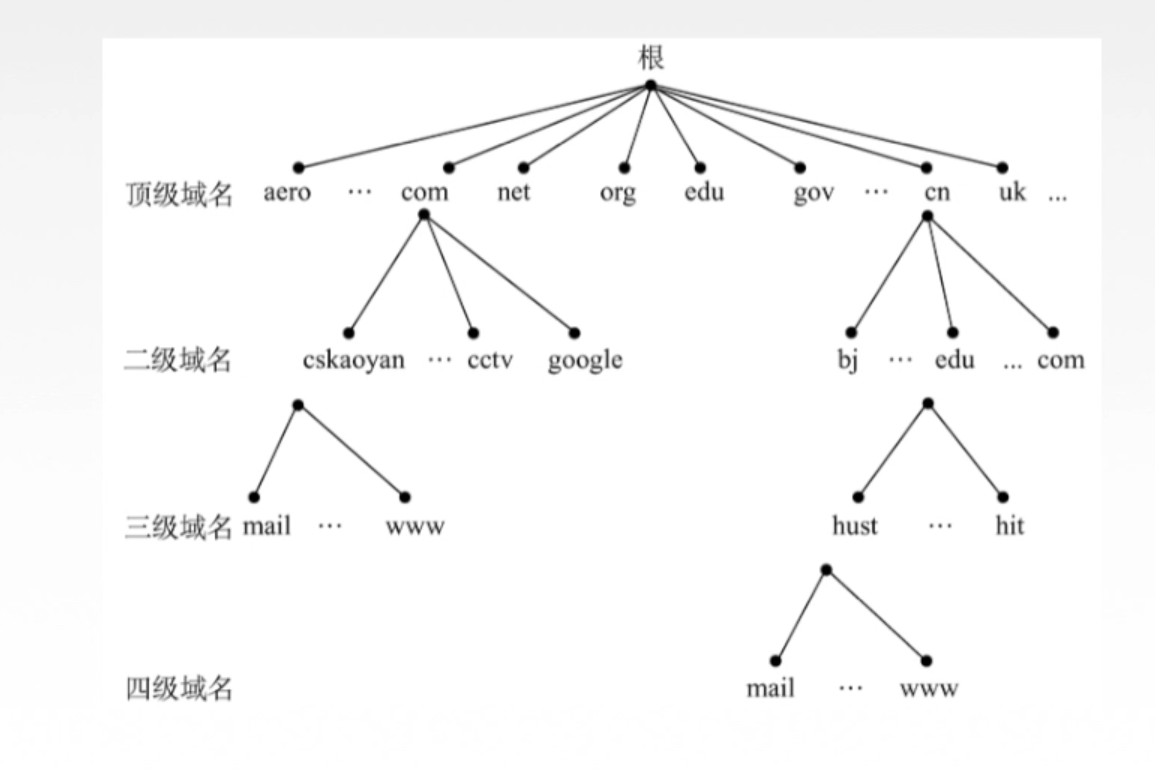 根
顶级域名 aero … com net org edu gov … cn uk ...
二级域名 cskaoyan … cctv google bj … edu ... com
三级域名 mail … www hust … hit
四级域名 mail … www